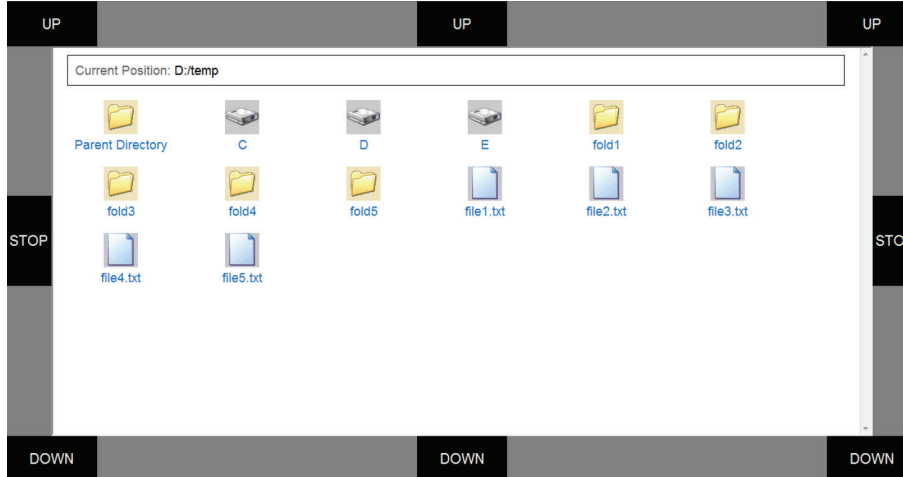 UP UP UP
Current Position: D:/temp
Parent Directory C D E fold1 fold2
fold3 fold4 fold5 file1.txt file2.txt file3.txt
STOP STO
file4.txt file5.txt
DOWN DOWN DOWN